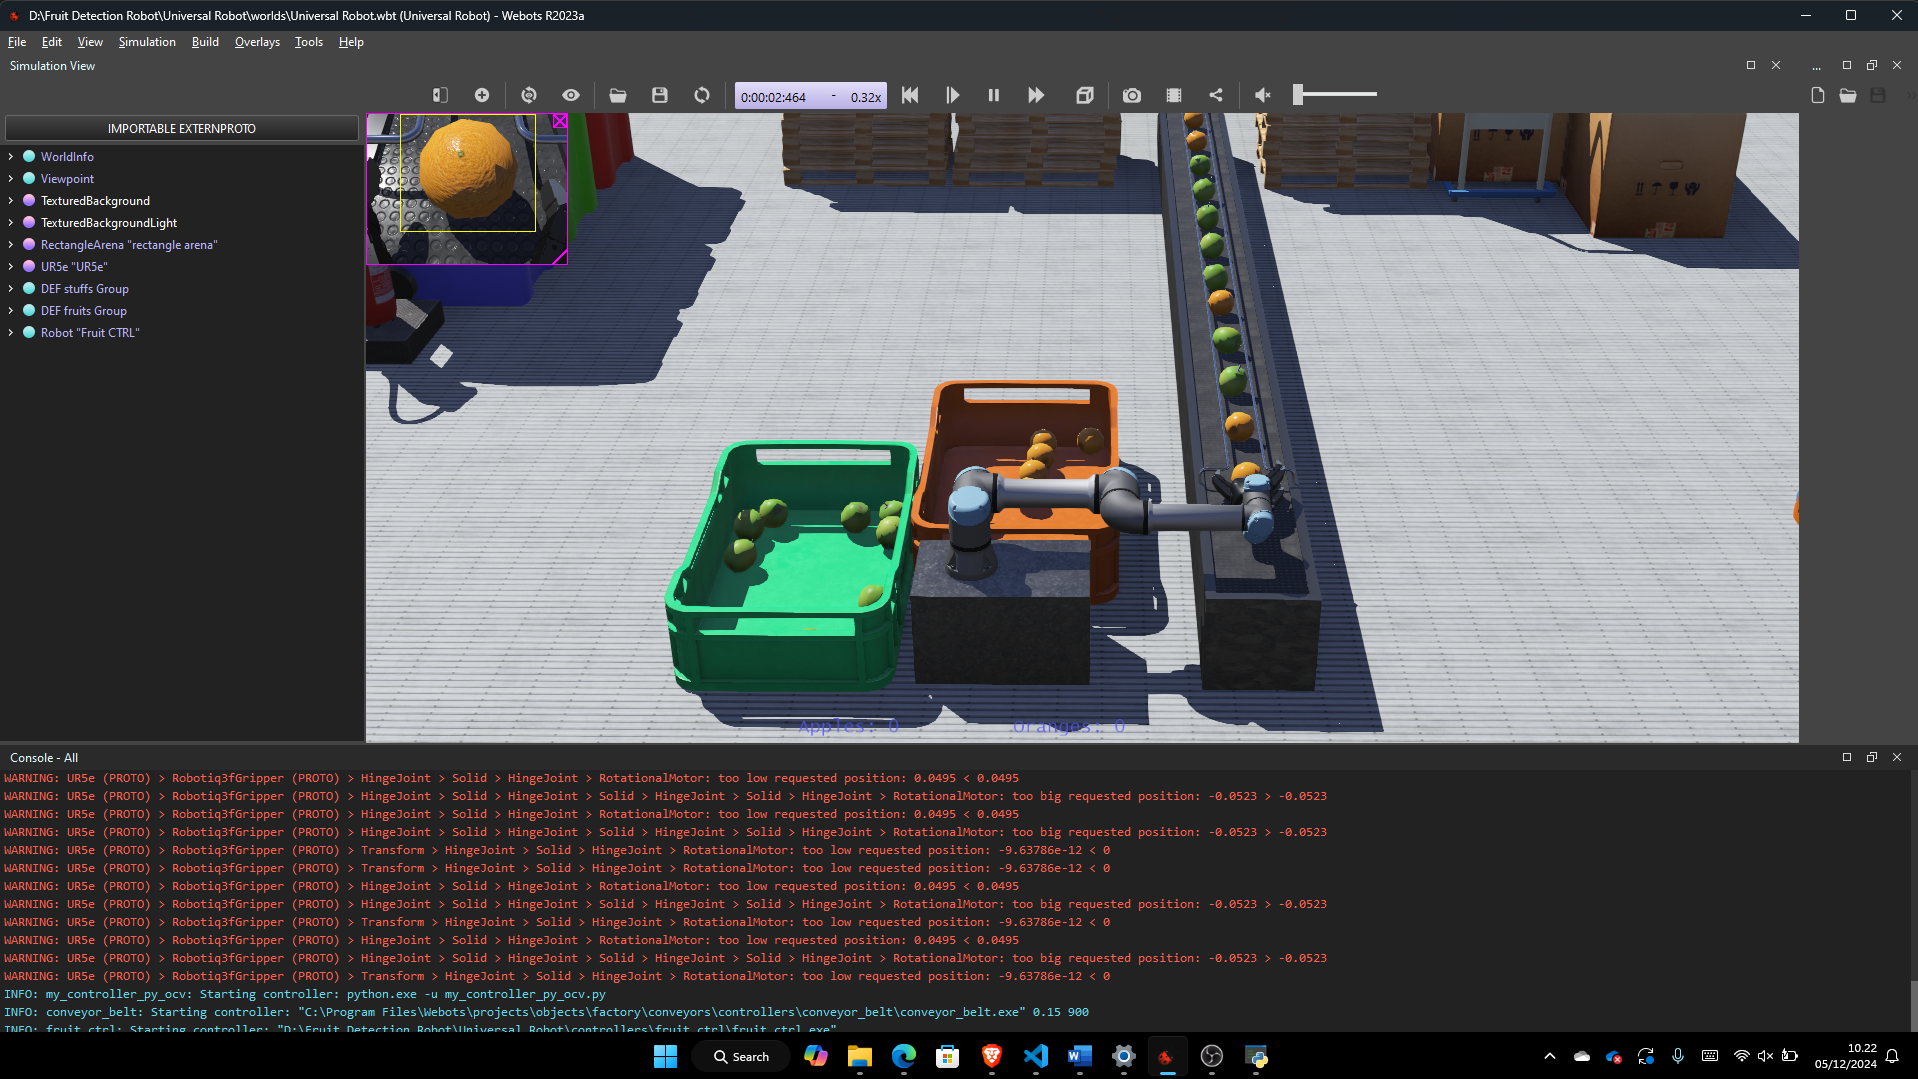 D:\Fruit Detection Robot\Universal Robot\worlds\Universal Robot.wbt (Universal Robot) - Webots R2023a
File Edit View Simulation Build Overlays Tools Help
Simulation View
...
0:00:02:464 - 0.32x
IMPORTABLE EXTERNPROTO
WorldInfo
Viewpoint
TexturedBackground
TexturedBackgroundLight
RectangleArena "rectangle arena"
UR5e "UR5e"
DEF stuffs Group
DEF fruits Group
Robot "Fruit CTRL"
Apples: 0 Oranges: 0
Console - All
WARNING: UR5e (PROTO) > Robotiq3fGripper (PROTO) > HingeJoint > Solid > HingeJoint > RotationalMotor: too low requested position: 0.0495 < 0.0495
WARNING: UR5e (PROTO) > Robotiq3fGripper (PROTO) > HingeJoint > Solid > HingeJoint > Solid > HingeJoint > Solid > HingeJoint > RotationalMotor: too big requested position: -0.0523 > -0.0523
WARNING: UR5e (PROTO) > Robotiq3fGripper (PROTO) > HingeJoint > Solid > HingeJoint > RotationalMotor: too low requested position: 0.0495 < 0.0495
WARNING: UR5e (PROTO) > Robotiq3fGripper (PROTO) > HingeJoint > Solid > HingeJoint > Solid > HingeJoint > Solid > HingeJoint > RotationalMotor: too big requested position: -0.0523 > -0.0523
WARNING: UR5e (PROTO) > Robotiq3fGripper (PROTO) > Transform > HingeJoint > Solid > HingeJoint > RotationalMotor: too low requested position: -9.63786e-12 < 0
WARNING: UR5e (PROTO) > Robotiq3fGripper (PROTO) > Transform > HingeJoint > Solid > HingeJoint > RotationalMotor: too low requested position: -9.63786e-12 < 0
WARNING: UR5e (PROTO) > Robotiq3fGripper (PROTO) > HingeJoint > Solid > HingeJoint > RotationalMotor: too low requested position: 0.0495 < 0.0495
WARNING: UR5e (PROTO) > Robotiq3fGripper (PROTO) > HingeJoint > Solid > HingeJoint > Solid > HingeJoint > Solid > HingeJoint > RotationalMotor: too big requested position: -0.0523 > -0.0523
WARNING: UR5e (PROTO) > Robotiq3fGripper (PROTO) > Transform > HingeJoint > Solid > HingeJoint > RotationalMotor: too low requested position: -9.63786e-12 < 0
WARNING: UR5e (PROTO) > Robotiq3fGripper (PROTO) > HingeJoint > Solid > HingeJoint > RotationalMotor: too low requested position: 0.0495 < 0.0495
WARNING: UR5e (PROTO) > Robotiq3fGripper (PROTO) > HingeJoint > Solid > HingeJoint > Solid > HingeJoint > Solid > HingeJoint > RotationalMotor: too big requested position: -0.0523 > -0.0523
WARNING: UR5e (PROTO) > Robotiq3fGripper (PROTO) > Transform > HingeJoint > Solid > HingeJoint > RotationalMotor: too low requested position: -9.63786e-12 < 0
INFO: my_controller_py_ocv: Starting controller: python.exe -u my_controller_py_ocv.py
INFO: conveyor_belt: Starting controller: "C:\Program Files\Webots\projects\objects\factory\conveyors\controllers\conveyor_belt\conveyor_belt.exe" 0.15 900
INFO: fruit_ctrl: Starting controller: "D:\Fruit Detection Robot\Universal Robot\controllers\fruit_ctrl\fruit_ctrl.exe"
Search
10.22
05/12/2024